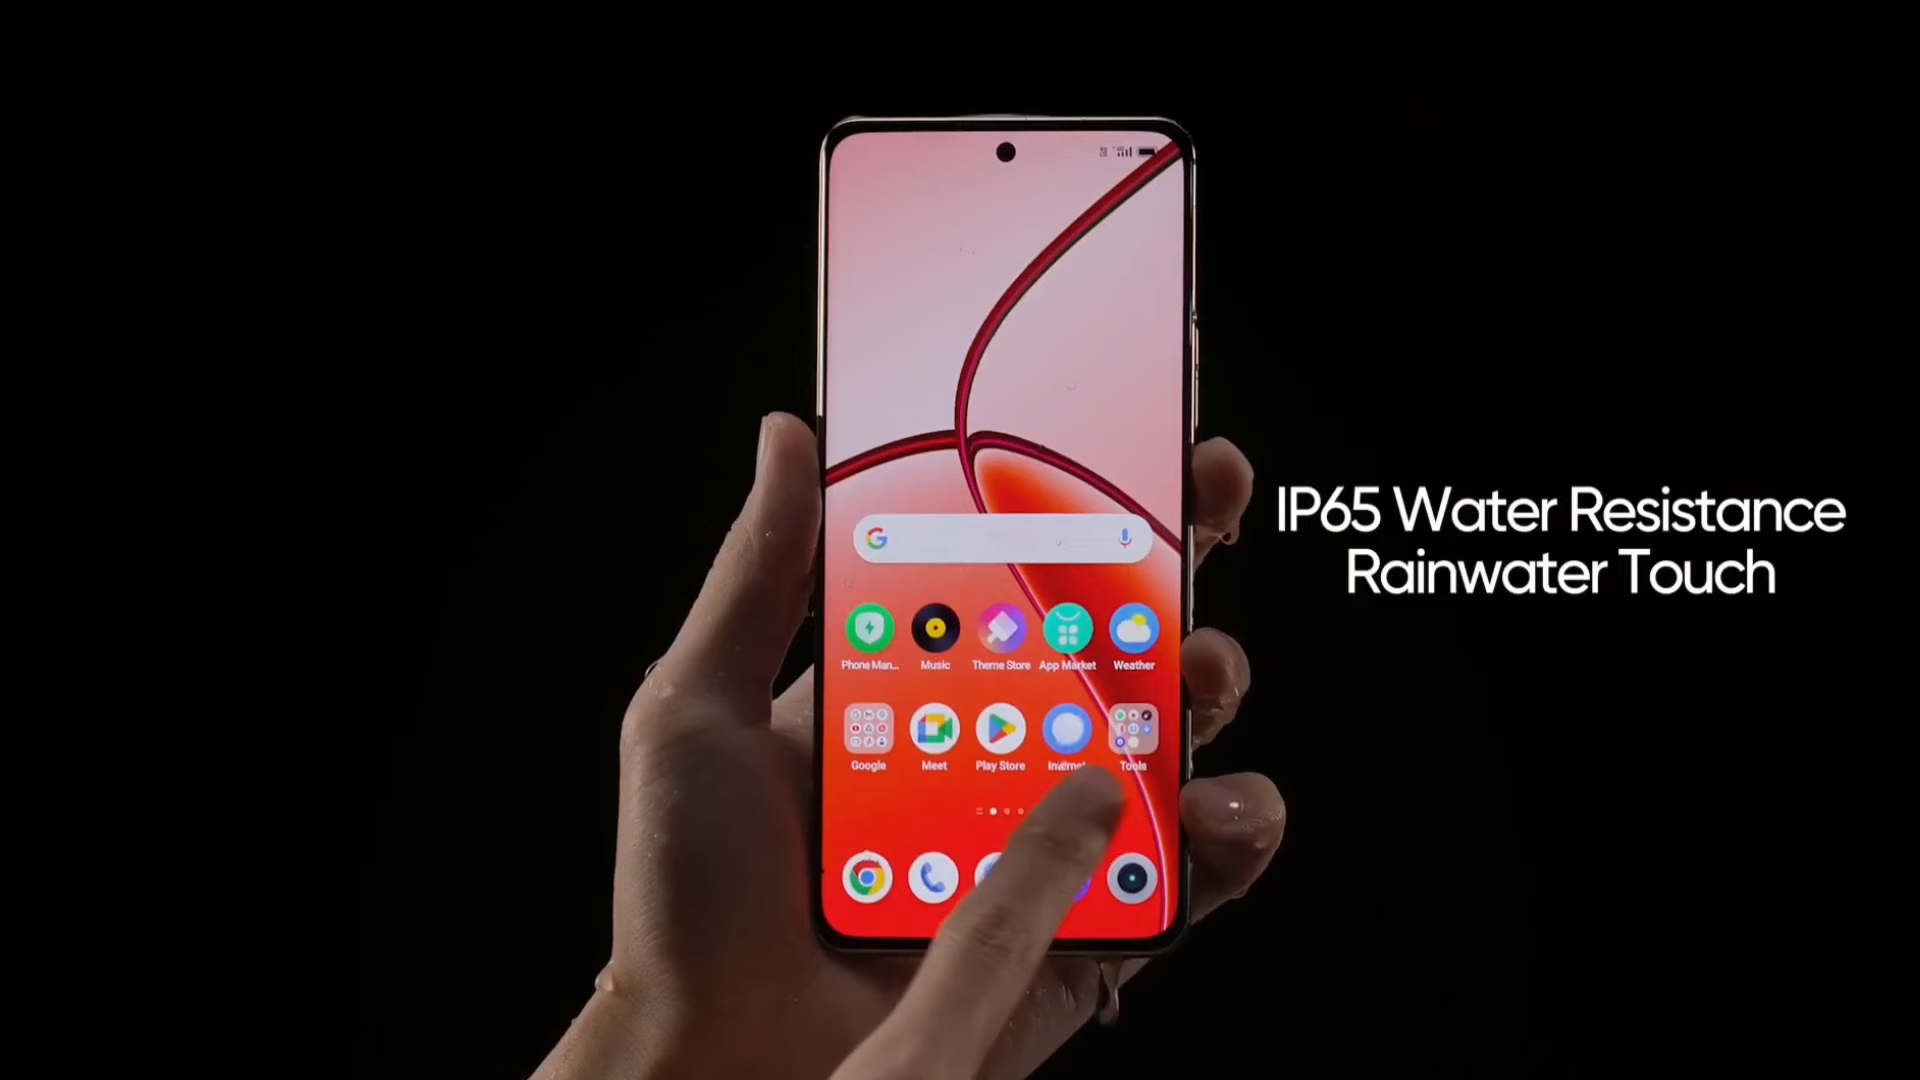 IP65 Water Resistance
Rainwater Touch
Phone Man...
Music
Theme Store
App Market
Weather
Google
Meet
Play Store
Tools